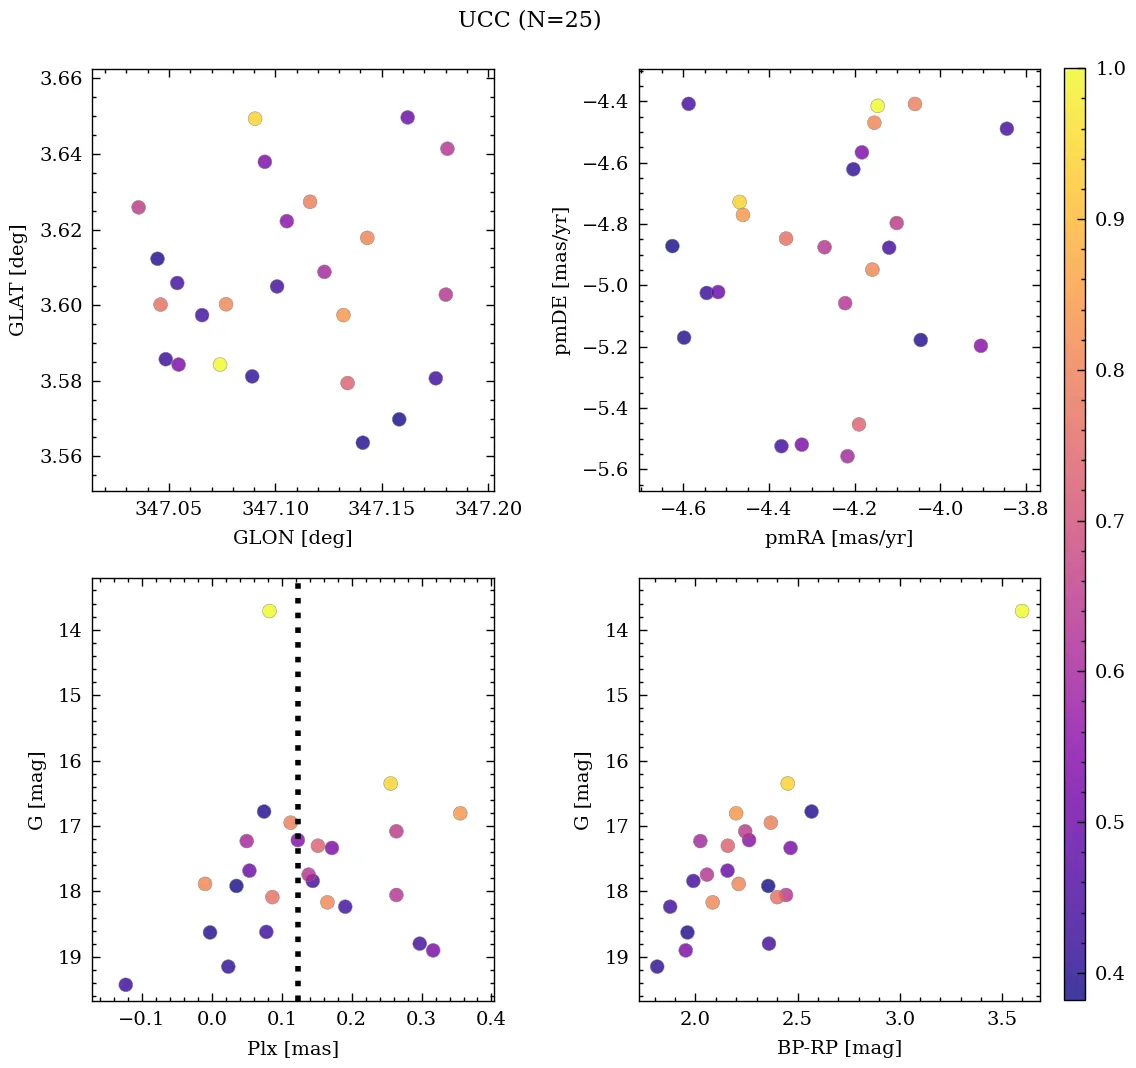 UCC (N=25)
3.66
3.64
3.62
3.60
3.58
3.56
GLAT [deg]
347.05 347.10 347.15 347.20
GLON [deg]
−4.4
−4.6
−4.8
−5.0
−5.2
−5.4
−5.6
pmDE [mas/yr]
−4.6 −4.4 −4.2 −4.0 −3.8
pmRA [mas/yr]
1.0
0.9
0.8
0.7
0.6
0.5
0.4
14
15
16
17
18
19
G [mag]
−0.1 0.0 0.1 0.2 0.3 0.4
Plx [mas]
14
15
16
17
18
19
G [mag]
2.0 2.5 3.0 3.5
BP-RP [mag]